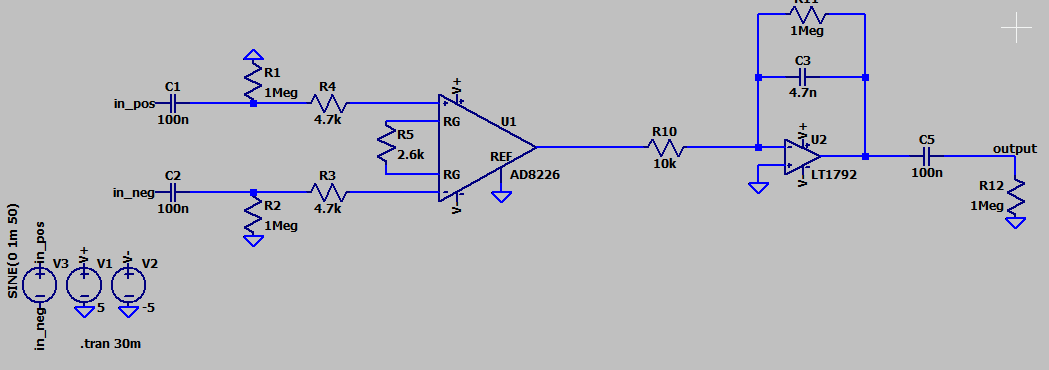 R11
1Meg
C3
4.7n
C1
in_pos
100n
R1
1Meg
R4
4.7k
V+
U1
RG
R5
2.6k
REF
RG
AD8226
V-
R10
10k
V+
U2
LT1792
V-
C5
100n
output
R12
1Meg
C2
in_neg
100n
R2
1Meg
R3
4.7k
SINE(0 1m 50)
in_pos
V3
in_neg
V+
V1
5
V-
V2
-5
.tran 30m